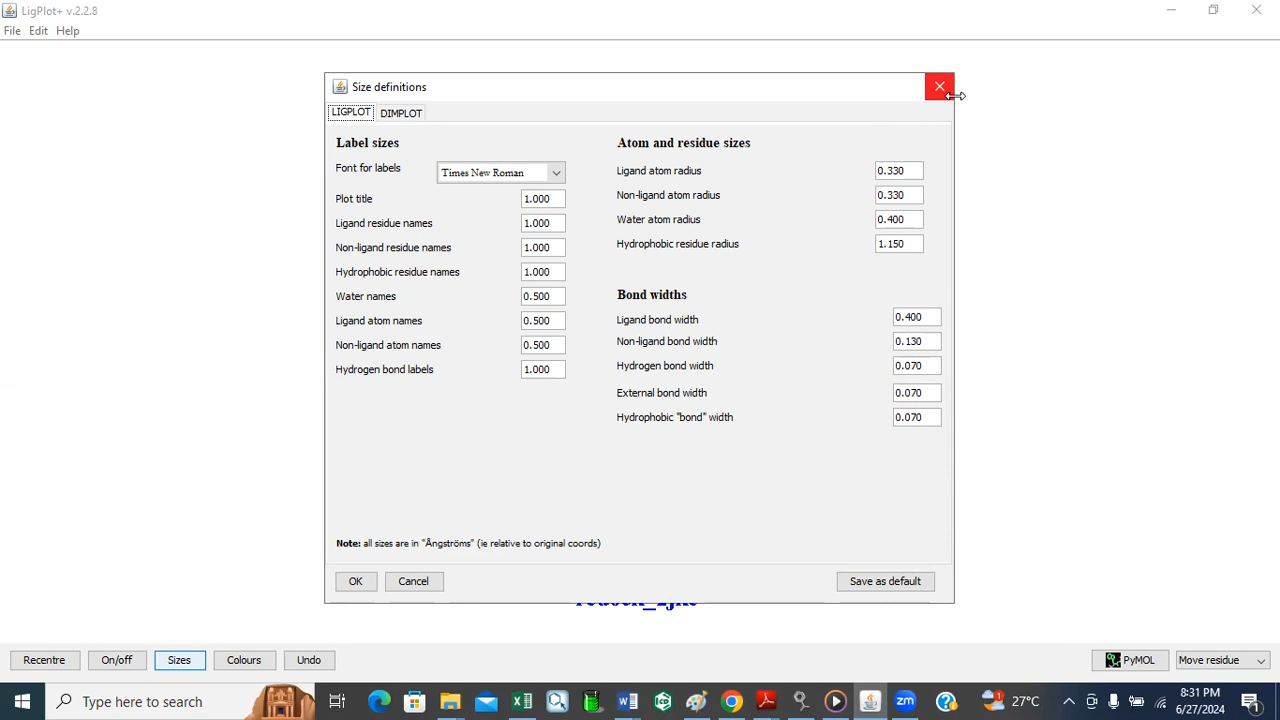 LigPlot+ v.2.2.8
File Edit Help
Size definitions
LIGPLOT DIMPLOT
Label sizes
Font for labels Times New Roman
Plot title 1.000
Ligand residue names 1.000
Non-ligand residue names 1.000
Hydrophobic residue names 1.000
Water names 0.500
Ligand atom names 0.500
Non-ligand atom names 0.500
Hydrogen bond labels 1.000
Atom and residue sizes
Ligand atom radius 0.330
Non-ligand atom radius 0.330
Water atom radius 0.400
Hydrophobic residue radius 1.150
Bond widths
Ligand bond width 0.400
Non-ligand bond width 0.130
Hydrogen bond width 0.070
External bond width 0.070
Hydrophobic "bond" width 0.070
Note: all sizes are in "Ångströms" (ie relative to original coords)
OK Cancel Save as default
Recentre On/off Sizes Colours Undo PyMOL Move residue
Type here to search 27°C 8:31 PM
6/27/2024